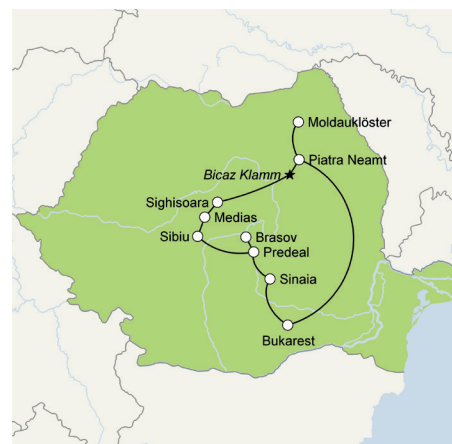 Moldauklöster
Piatra Neamt
Bicaz Klamm
Sighisoara
Medias
Sibiu
Brasov
Predeal
Sinaia
Bukarest